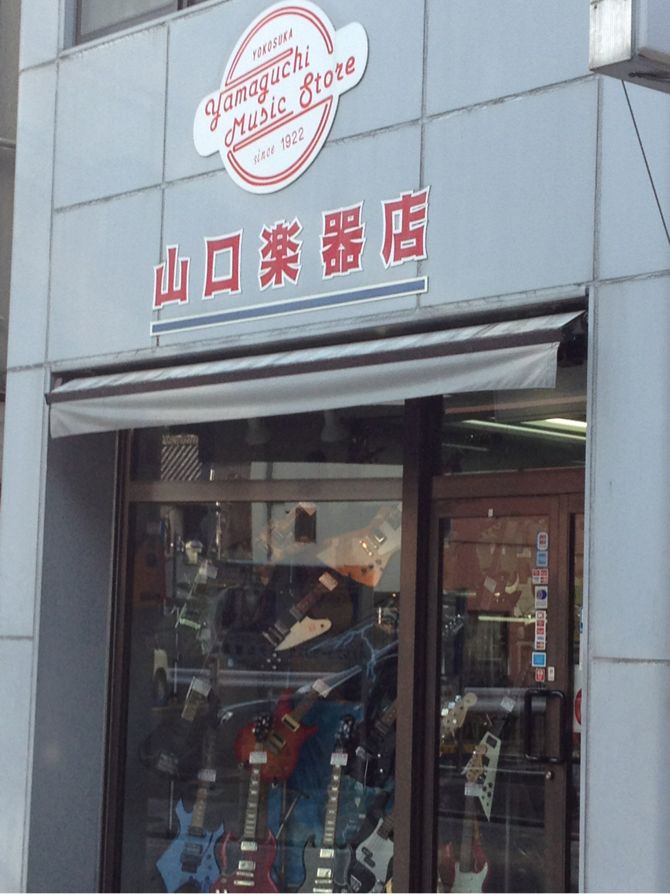 YOKOSUKA
Yamaguchi
Music Store
since 1922
山口楽器店